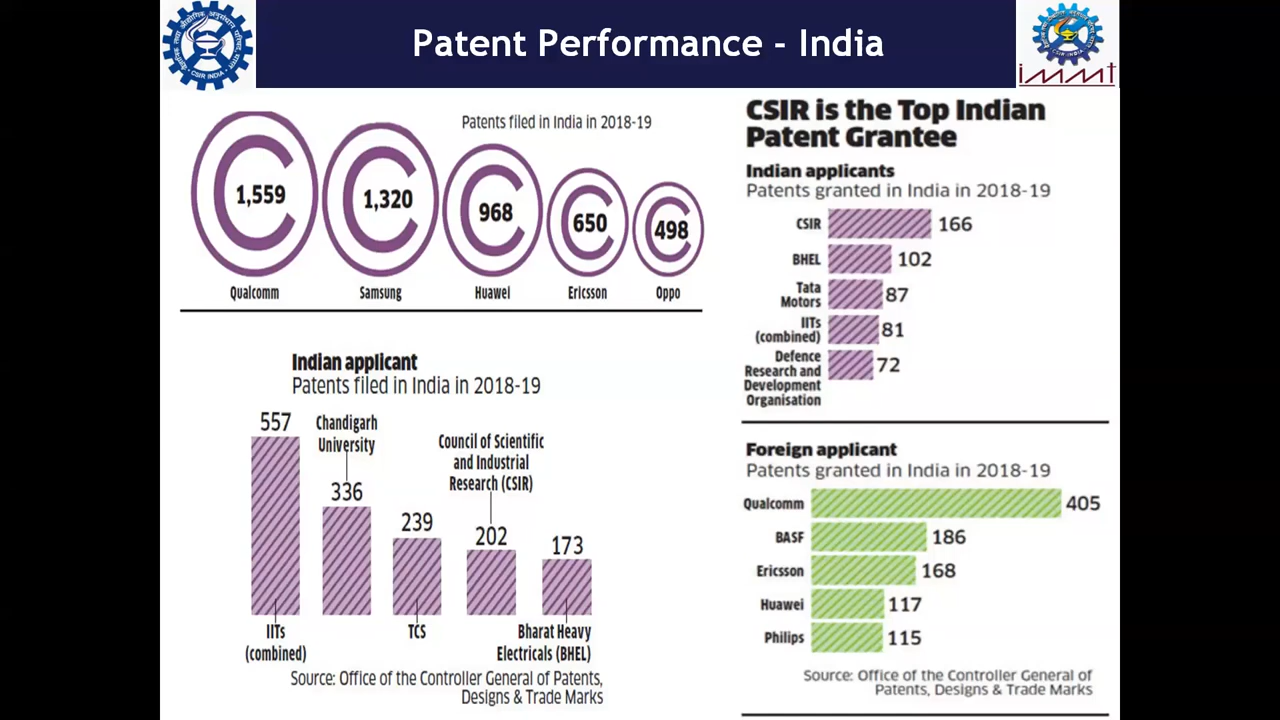 Patent Performance - India
CSIR INDIA
CSIR-INDIA
immt
Patents filed in India in 2018-19
1,559
1,320
968
650
498
Qualcomm
Samsung
Huawei
Ericsson
Oppo
Indian applicant
Patents filed in India in 2018-19
557
Chandigarh
University
336
239
Council of Scientific
and Industrial
Research (CSIR)
202
173
IITs
(combined)
TCS
Bharat Heavy
Electricals (BHEL)
Source: Office of the Controller General of Patents,
Designs & Trade Marks
CSIR is the Top Indian
Patent Grantee
Indian applicants
Patents granted in India in 2018-19
CSIR 166
BHEL 102
Tata
Motors 87
IITs
(combined) 81
Defence
Research and
Development
Organisation 72
Foreign applicant
Patents granted in India in 2018-19
Qualcomm 405
BASF 186
Ericsson 168
Huawei 117
Philips 115
Source: Office of the Controller General of
Patents, Designs & Trade Marks